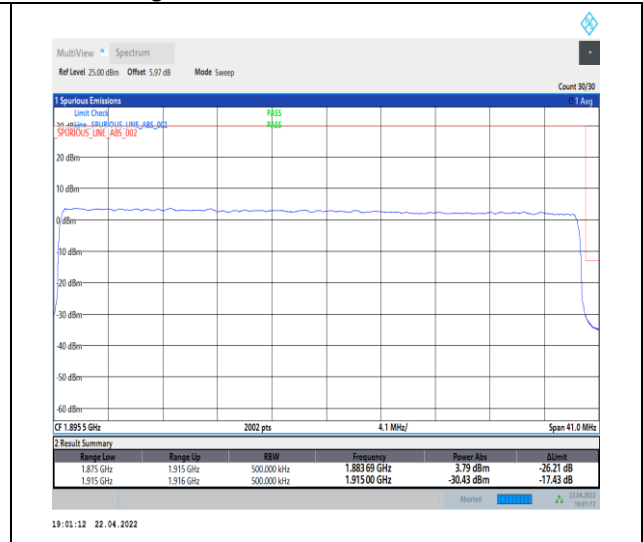 MultiView Spectrum
Ref Level 25.00 dBm Offset 5.97 dB Mode Sweep
Count 30/30
1 Spurious Emissions 1 Avg
Limit Check PASS
Line SPURIOUS_LINE_ABS_002 PASS
SPURIOUS_LINE_ABS_002
20 dBm
10 dBm
0 dBm
-10 dBm
-20 dBm
-30 dBm
-40 dBm
-50 dBm
-60 dBm
CF 1.895 5 GHz 2002 pts 4.1 MHz/ Span 41.0 MHz
2 Result Summary
Range Low Range Up RBW Frequency Power Abs ΔLimit
1.875 GHz 1.915 GHz 500.000 kHz 1.883 69 GHz 3.79 dBm -26.21 dB
1.915 GHz 1.916 GHz 500.000 kHz 1.915 00 GHz -30.43 dBm -17.43 dB
Aborted 22.04.2022
19:01:12
19:01:12 22.04.2022